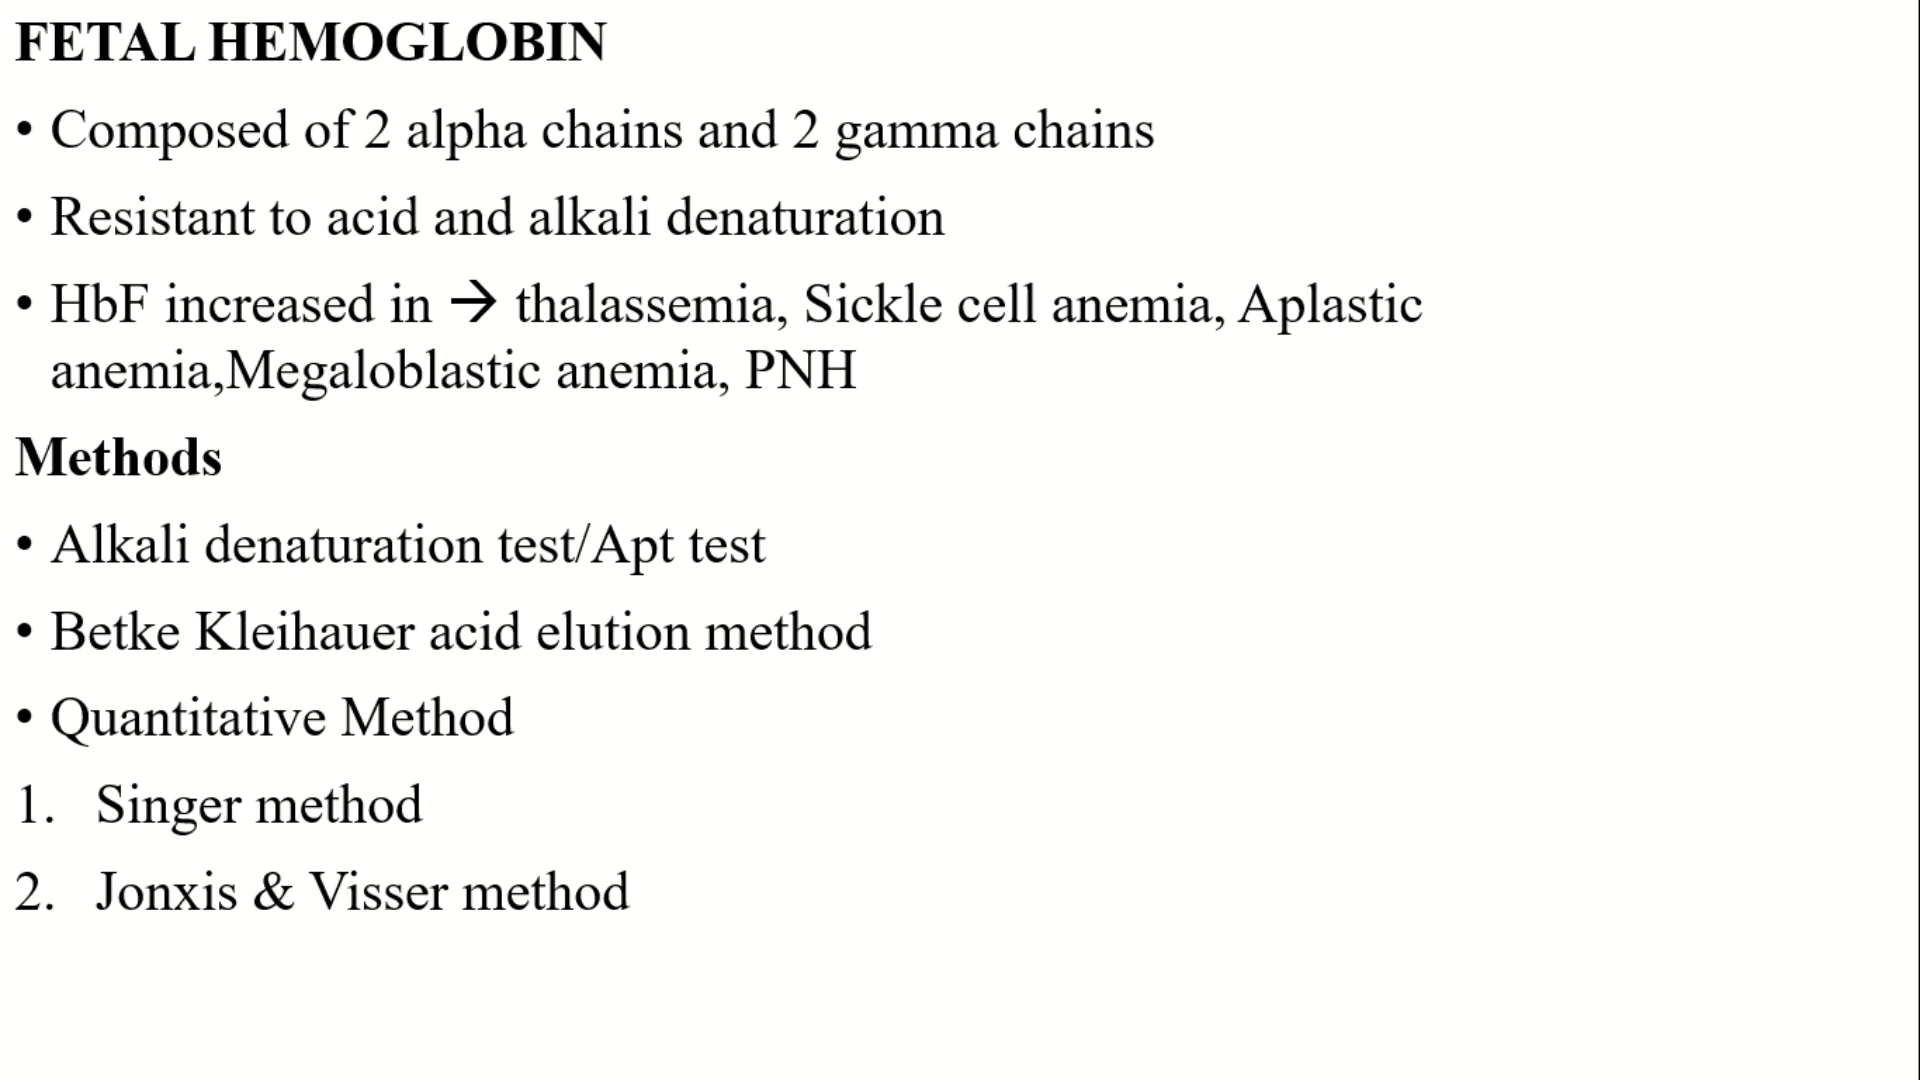 FETAL HEMOGLOBIN
• Composed of 2 alpha chains and 2 gamma chains
• Resistant to acid and alkali denaturation
• HbF increased in → thalassemia, Sickle cell anemia, Aplastic
anemia,Megaloblastic anemia, PNH
Methods
• Alkali denaturation test/Apt test
• Betke Kleihauer acid elution method
• Quantitative Method
1. Singer method
2. Jonxis & Visser method